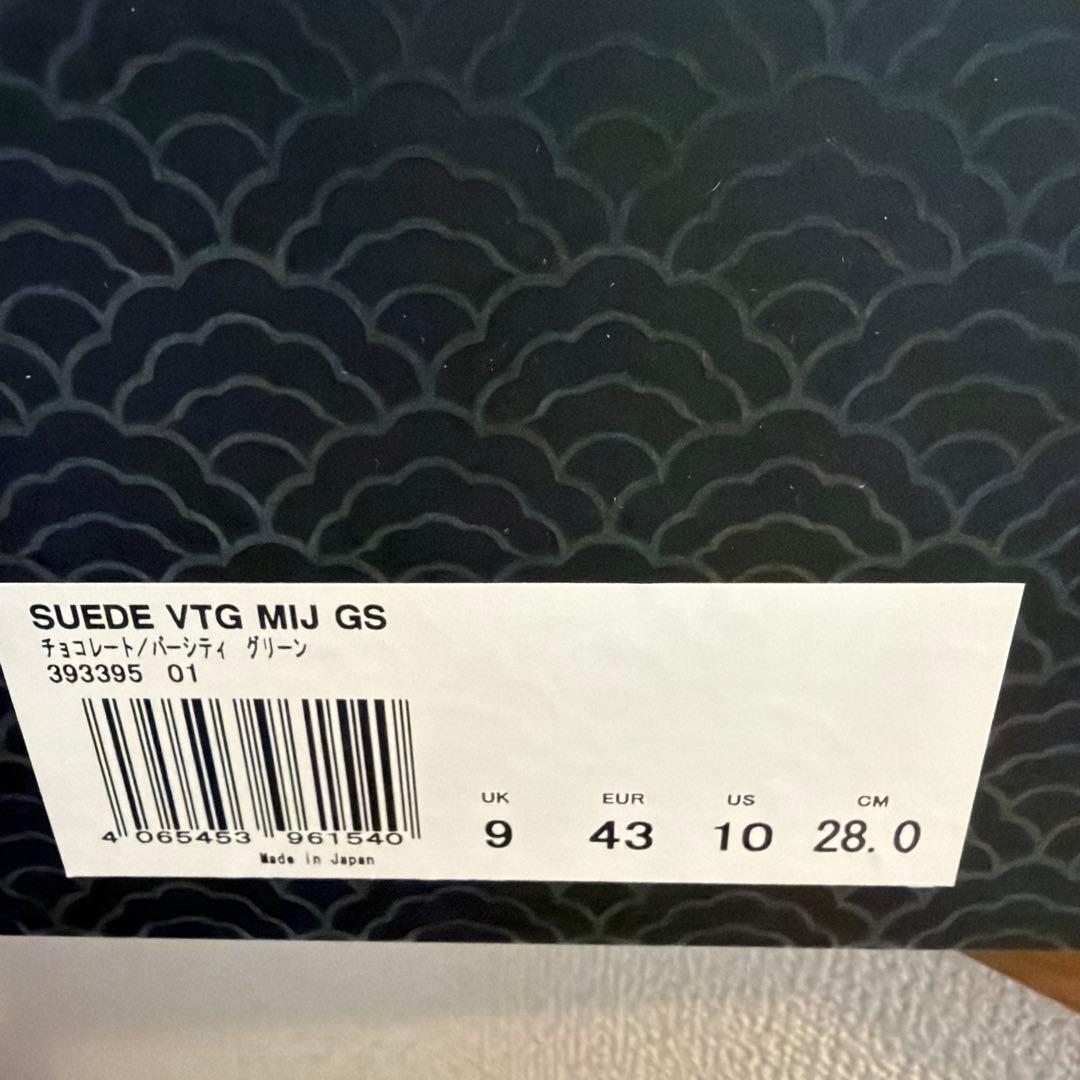 SUEDE VTG MIJ GS
チョコレート/バーシティ グリーン
393395 01
4 065453 961540
Made in Japan
UK EUR US CM
9 43 10 28.0